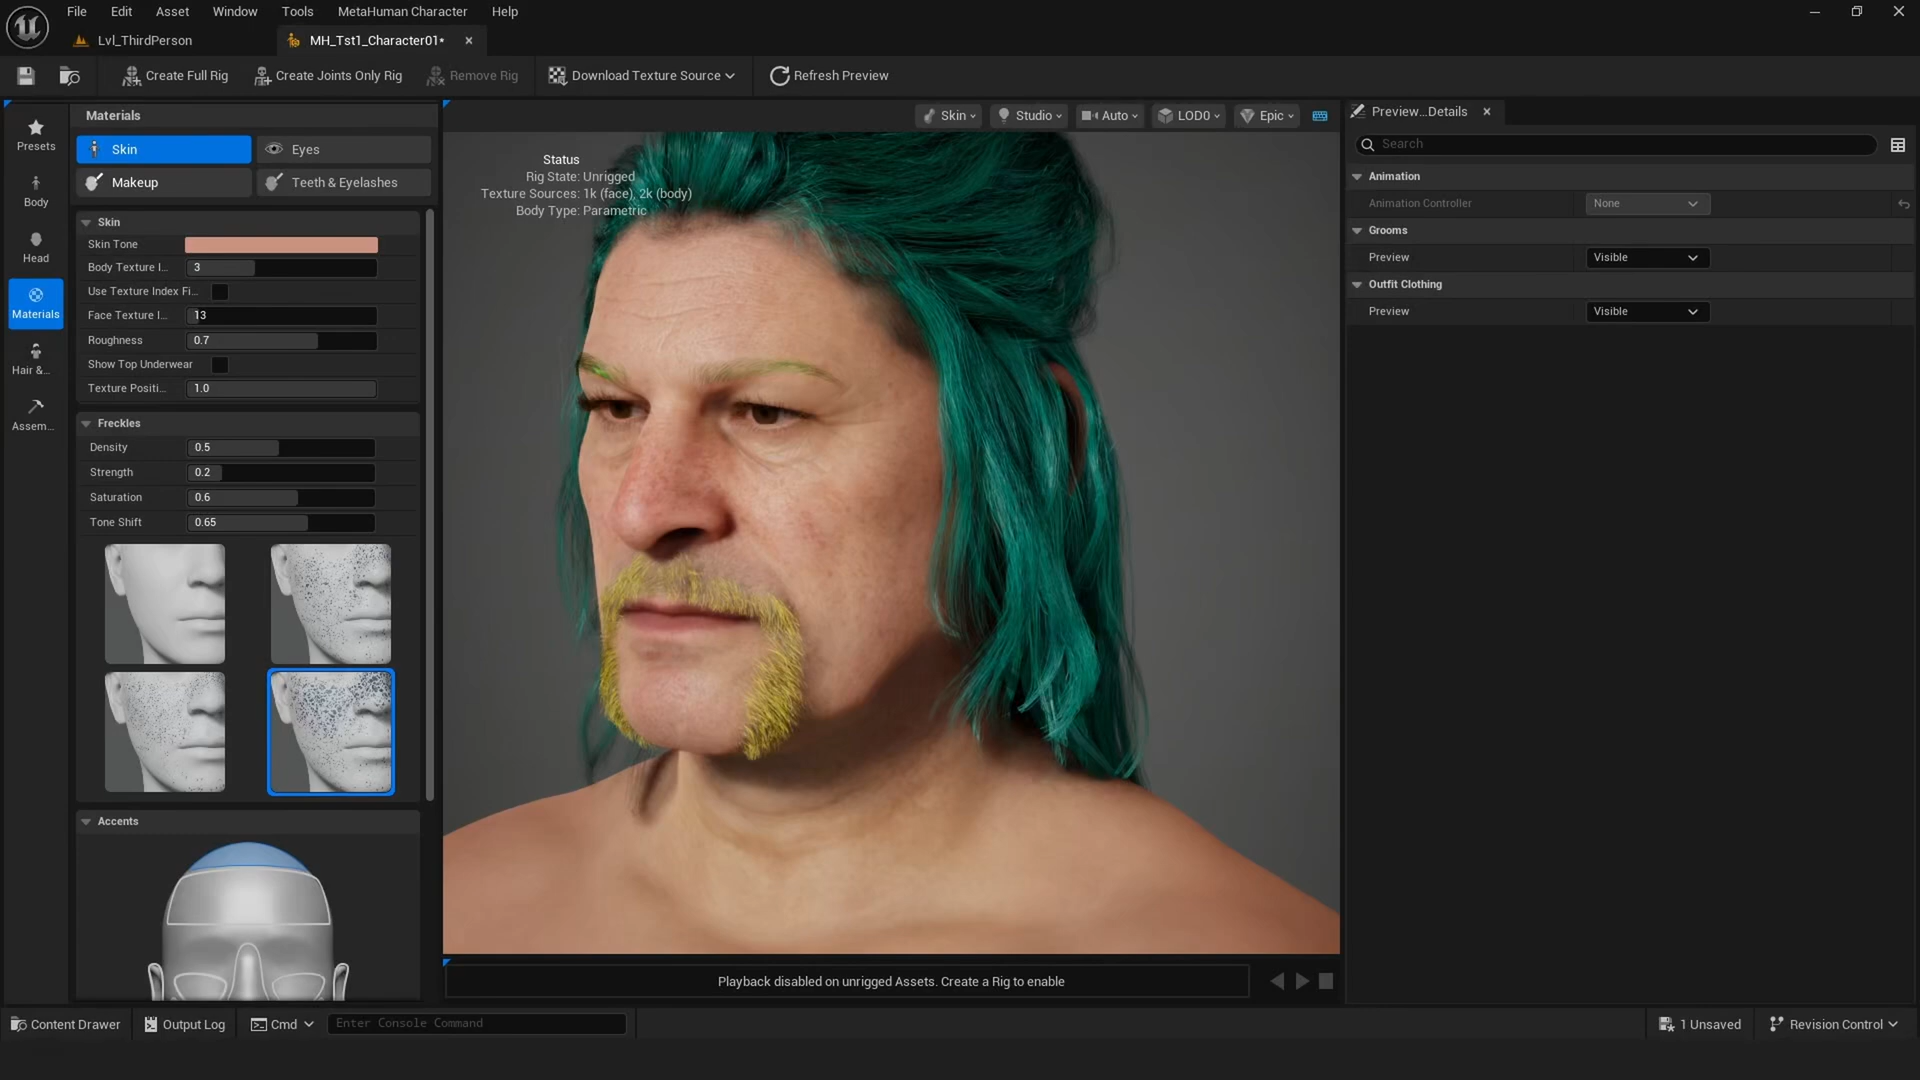 File Edit Asset Window Tools MetaHuman Character Help
Lvl_ThirdPerson
MH_Tst1_Character01*
Create Full Rig
Create Joints Only Rig
Remove Rig
Download Texture Source
Refresh Preview
Presets
Body
Head
Materials
Hair &...
Assem...
Materials
Skin
Eyes
Makeup
Teeth & Eyelashes
Skin
Skin Tone
Body Texture I... 3
Use Texture Index Fi...
Face Texture I... 13
Roughness 0.7
Show Top Underwear
Texture Positi... 1.0
Freckles
Density 0.5
Strength 0.2
Saturation 0.6
Tone Shift 0.65
Accents
Skin
Studio
Auto
LOD0
Epic
Status
Rig State: Unrigged
Texture Sources: 1k (face), 2k (body)
Body Type: Parametric
Playback disabled on unrigged Assets. Create a Rig to enable
Preview...Details
Search
Animation
Animation Controller None
Grooms
Preview Visible
Outfit Clothing
Preview Visible
Content Drawer
Output Log
Cmd
Enter Console Command
1 Unsaved
Revision Control